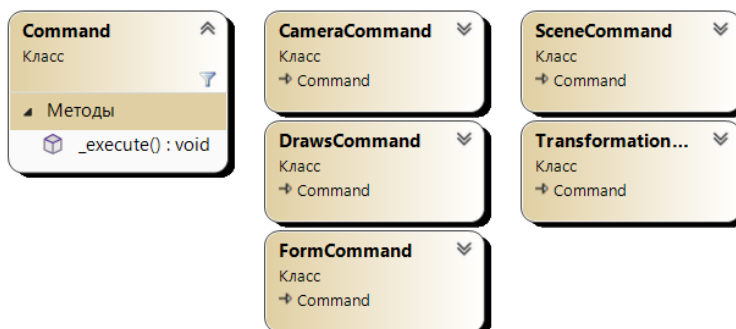 Command
Класс
Методы
_execute() : void
CameraCommand
Класс
Command
DrawsCommand
Класс
Command
FormCommand
Класс
Command
SceneCommand
Класс
Command
Transformation...
Класс
Command